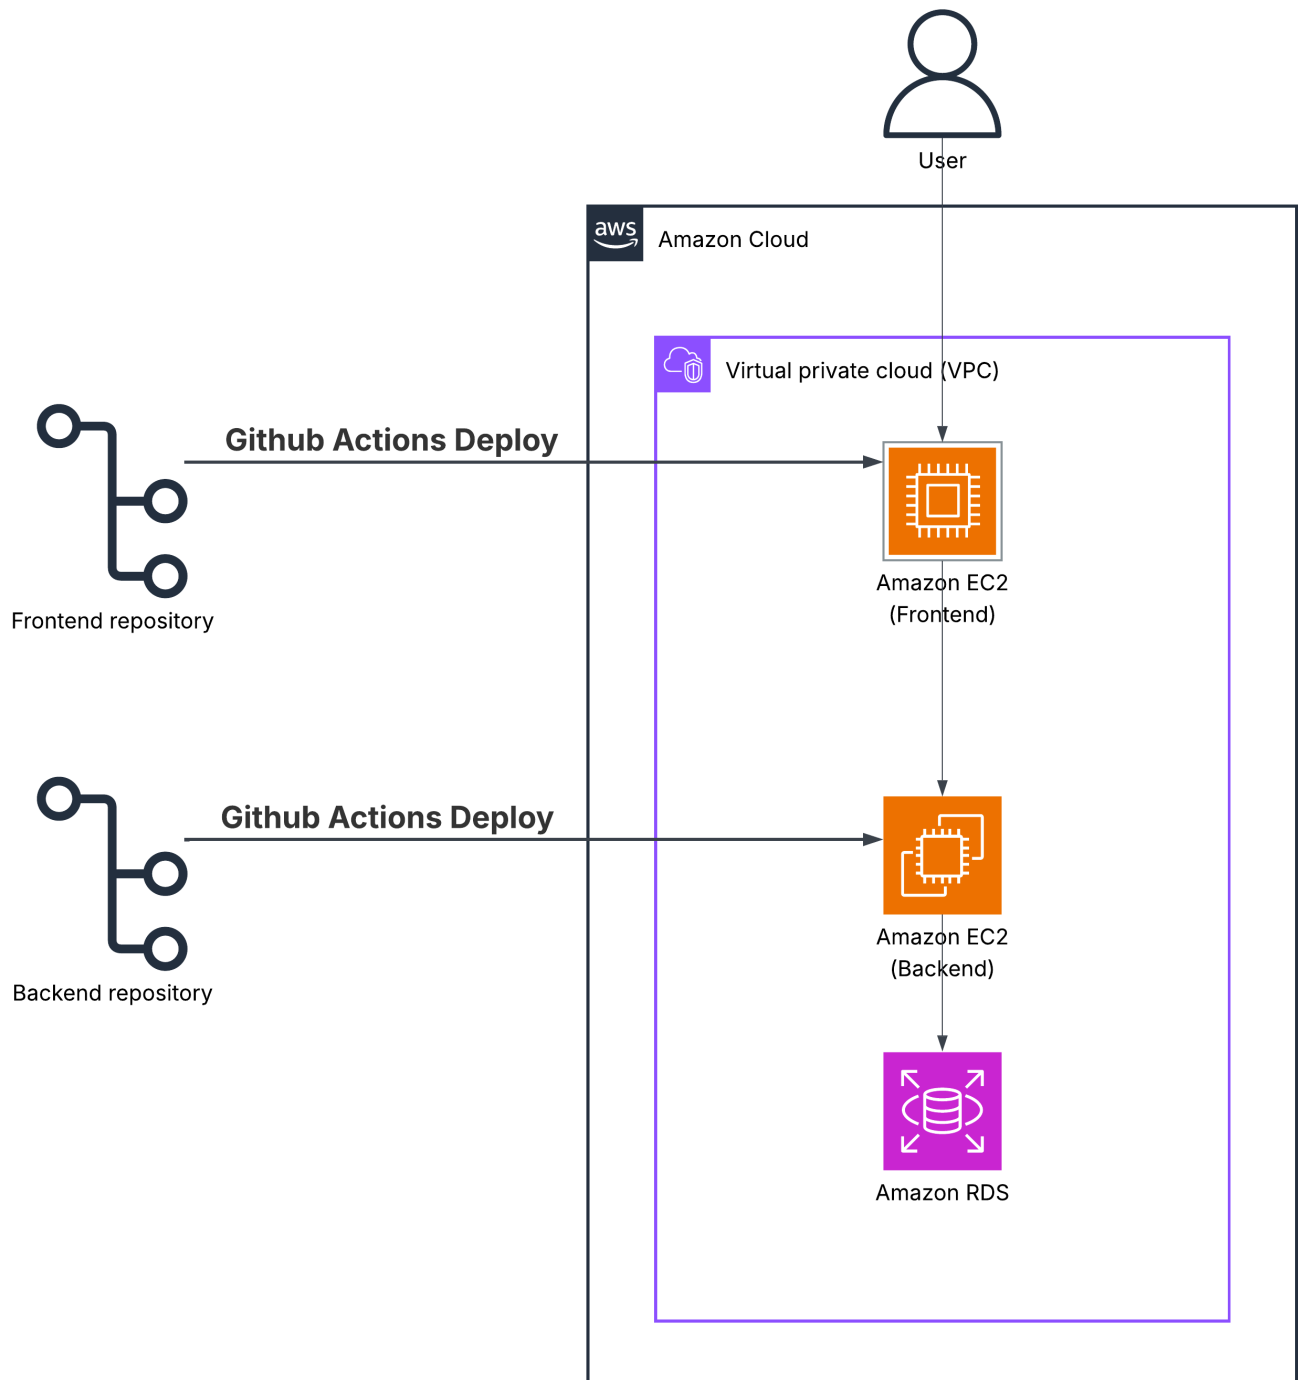 User
aws
Amazon Cloud
Virtual private cloud (VPC)
Github Actions Deploy
Amazon EC2
(Frontend)
Frontend repository
Github Actions Deploy
Amazon EC2
(Backend)
Backend repository
Amazon RDS